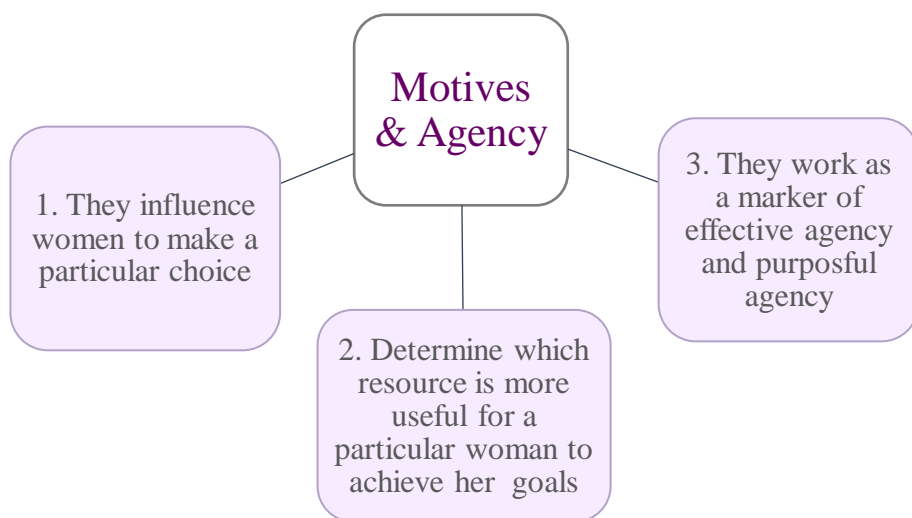 Motives
& Agency
1. They influence
women to make a
particular choice
2. Determine which
resource is more
useful for a
particular woman to
achieve her goals
3. They work as
a marker of
effective agency
and purposful
agency